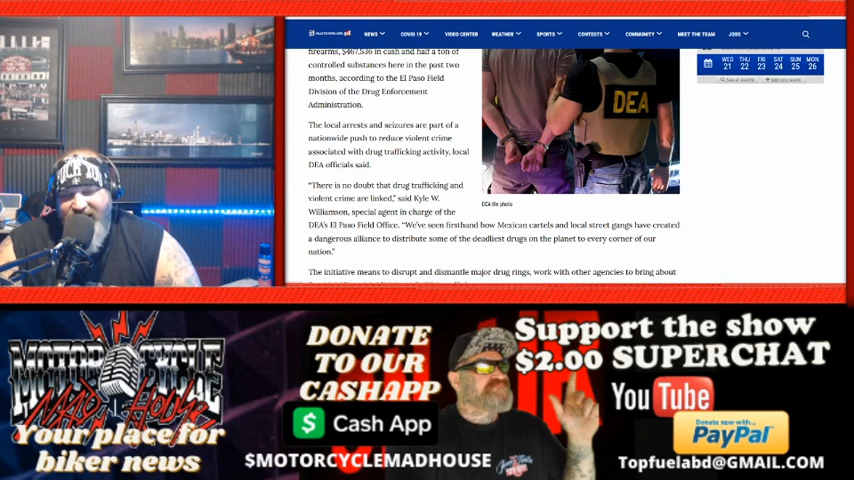 NEWS COVID 19 VIDEO CENTER WEATHER SPORTS CONTESTS COMMUNITY MEET THE TEAM JOBS
firearms, $467,536 in cash and half a ton of
controlled substances here in the past two
months, according to the El Paso Field
Division of the Drug Enforcement
Administration.
The local arrests and seizures are part of a
nationwide push to reduce violent crime
associated with drug trafficking activity, local
DEA officials said.
"There is no doubt that drug trafficking and
violent crime are linked," said Kyle W.
Williamson, special agent in charge of the
DEA's El Paso Field Office. "We've seen firsthand how Mexican cartels and local street gangs have created
a dangerous alliance to distribute some of the deadliest drugs on the planet to every corner of our
nation."
The initiative means to disrupt and dismantle major drug rings, work with other agencies to bring about
DEA
DEA file photo
WED THU FRI SAT SUN MON
21 22 23 24 25 26
MOTORCYCLE
MAD HOUSE
Your place for
biker news
DONATE
TO OUR
CASHAPP
$ Cash App
$MOTORCYCLEMADHOUSE
Support the show
$2.00 SUPERCHAT
YouTube
Donate now with...
PayPal
Topfuelabd@GMAIL.COM